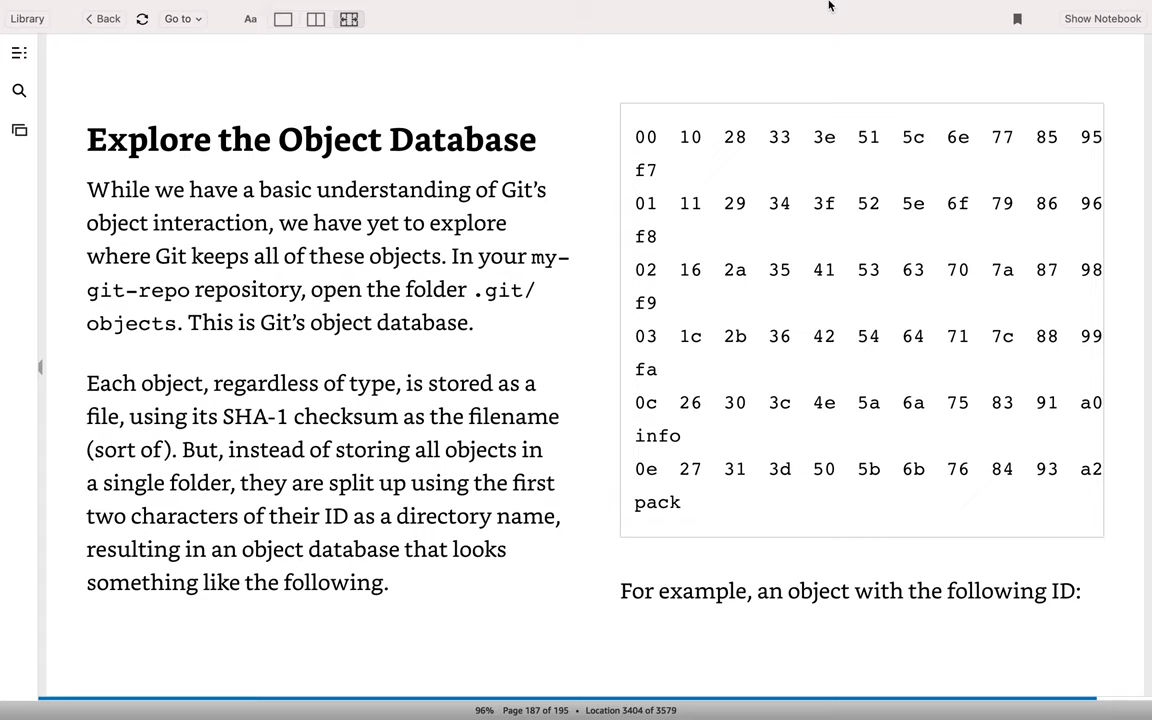 Library
Back
Go to
Aa
Show Notebook
Explore the Object Database
While we have a basic understanding of Git's
object interaction, we have yet to explore
where Git keeps all of these objects. In your my-
git-repo repository, open the folder .git/
objects. This is Git's object database.
Each object, regardless of type, is stored as a
file, using its SHA-1 checksum as the filename
(sort of). But, instead of storing all objects in
a single folder, they are split up using the first
two characters of their ID as a directory name,
resulting in an object database that looks
something like the following.
00 10 28 33 3e 51 5c 6e 77 85 95
f7
01 11 29 34 3f 52 5e 6f 79 86 96
f8
02 16 2a 35 41 53 63 70 7a 87 98
f9
03 1c 2b 36 42 54 64 71 7c 88 99
fa
0c 26 30 3c 4e 5a 6a 75 83 91 a0
info
0e 27 31 3d 50 5b 6b 76 84 93 a2
pack
For example, an object with the following ID:
96% Page 187 of 195 • Location 3404 of 3579